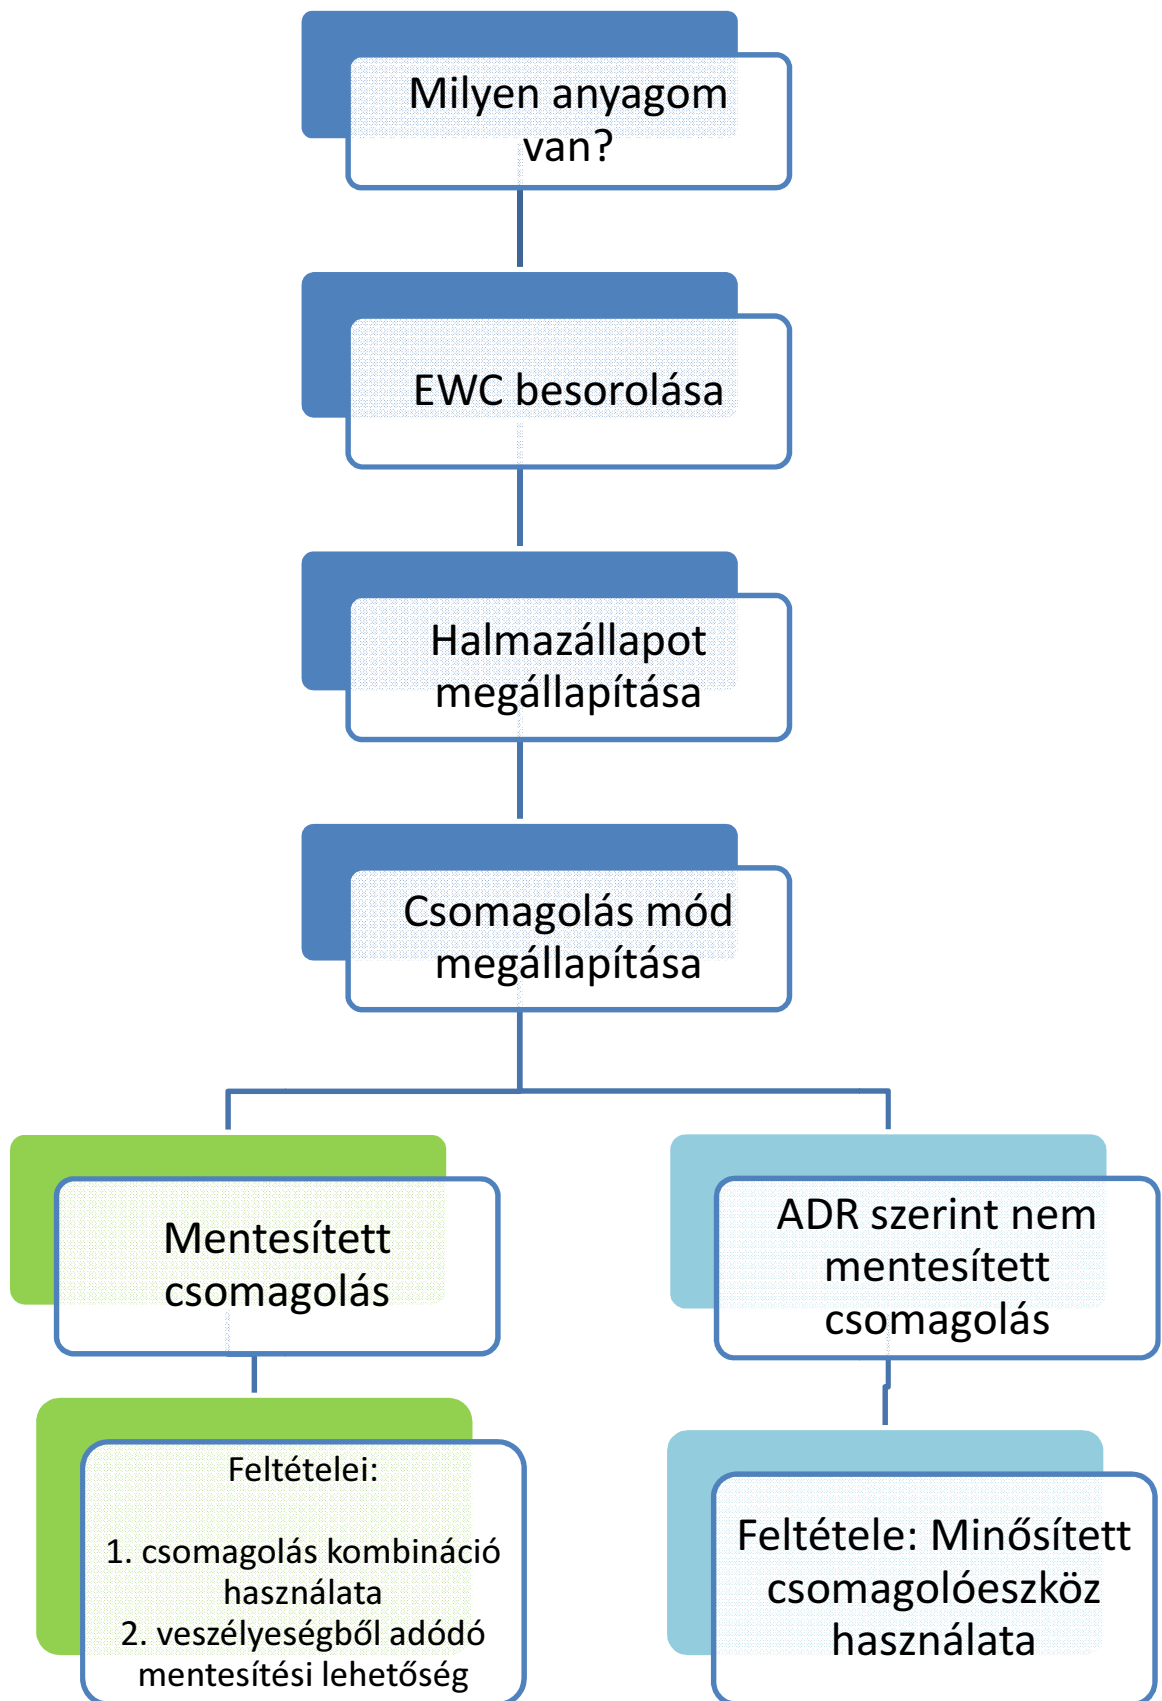 Milyen anyagom
van?
EWC besorolása
Halmazállapot
megállapítása
Csomagolás mód
megállapítása
Mentesített
csomagolás
ADR szerint nem
mentesített
csomagolás
Feltételei:
1. csomagolás kombináció
használata
2. veszélyeségből adódó
mentesítési lehetőség
Feltétele: Minősített
csomagolóeszköz
használata